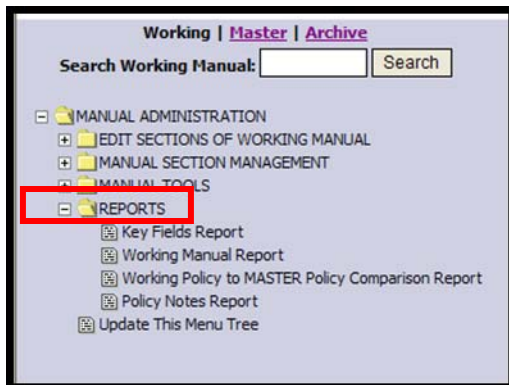 Working | Master | Archive
Search Working Manual: Search
MANUAL ADMINISTRATION
EDIT SECTIONS OF WORKING MANUAL
MANUAL SECTION MANAGEMENT
MANUAL TOOLS
REPORTS
Key Fields Report
Working Manual Report
Working Policy to MASTER Policy Comparison Report
Policy Notes Report
Update This Menu Tree